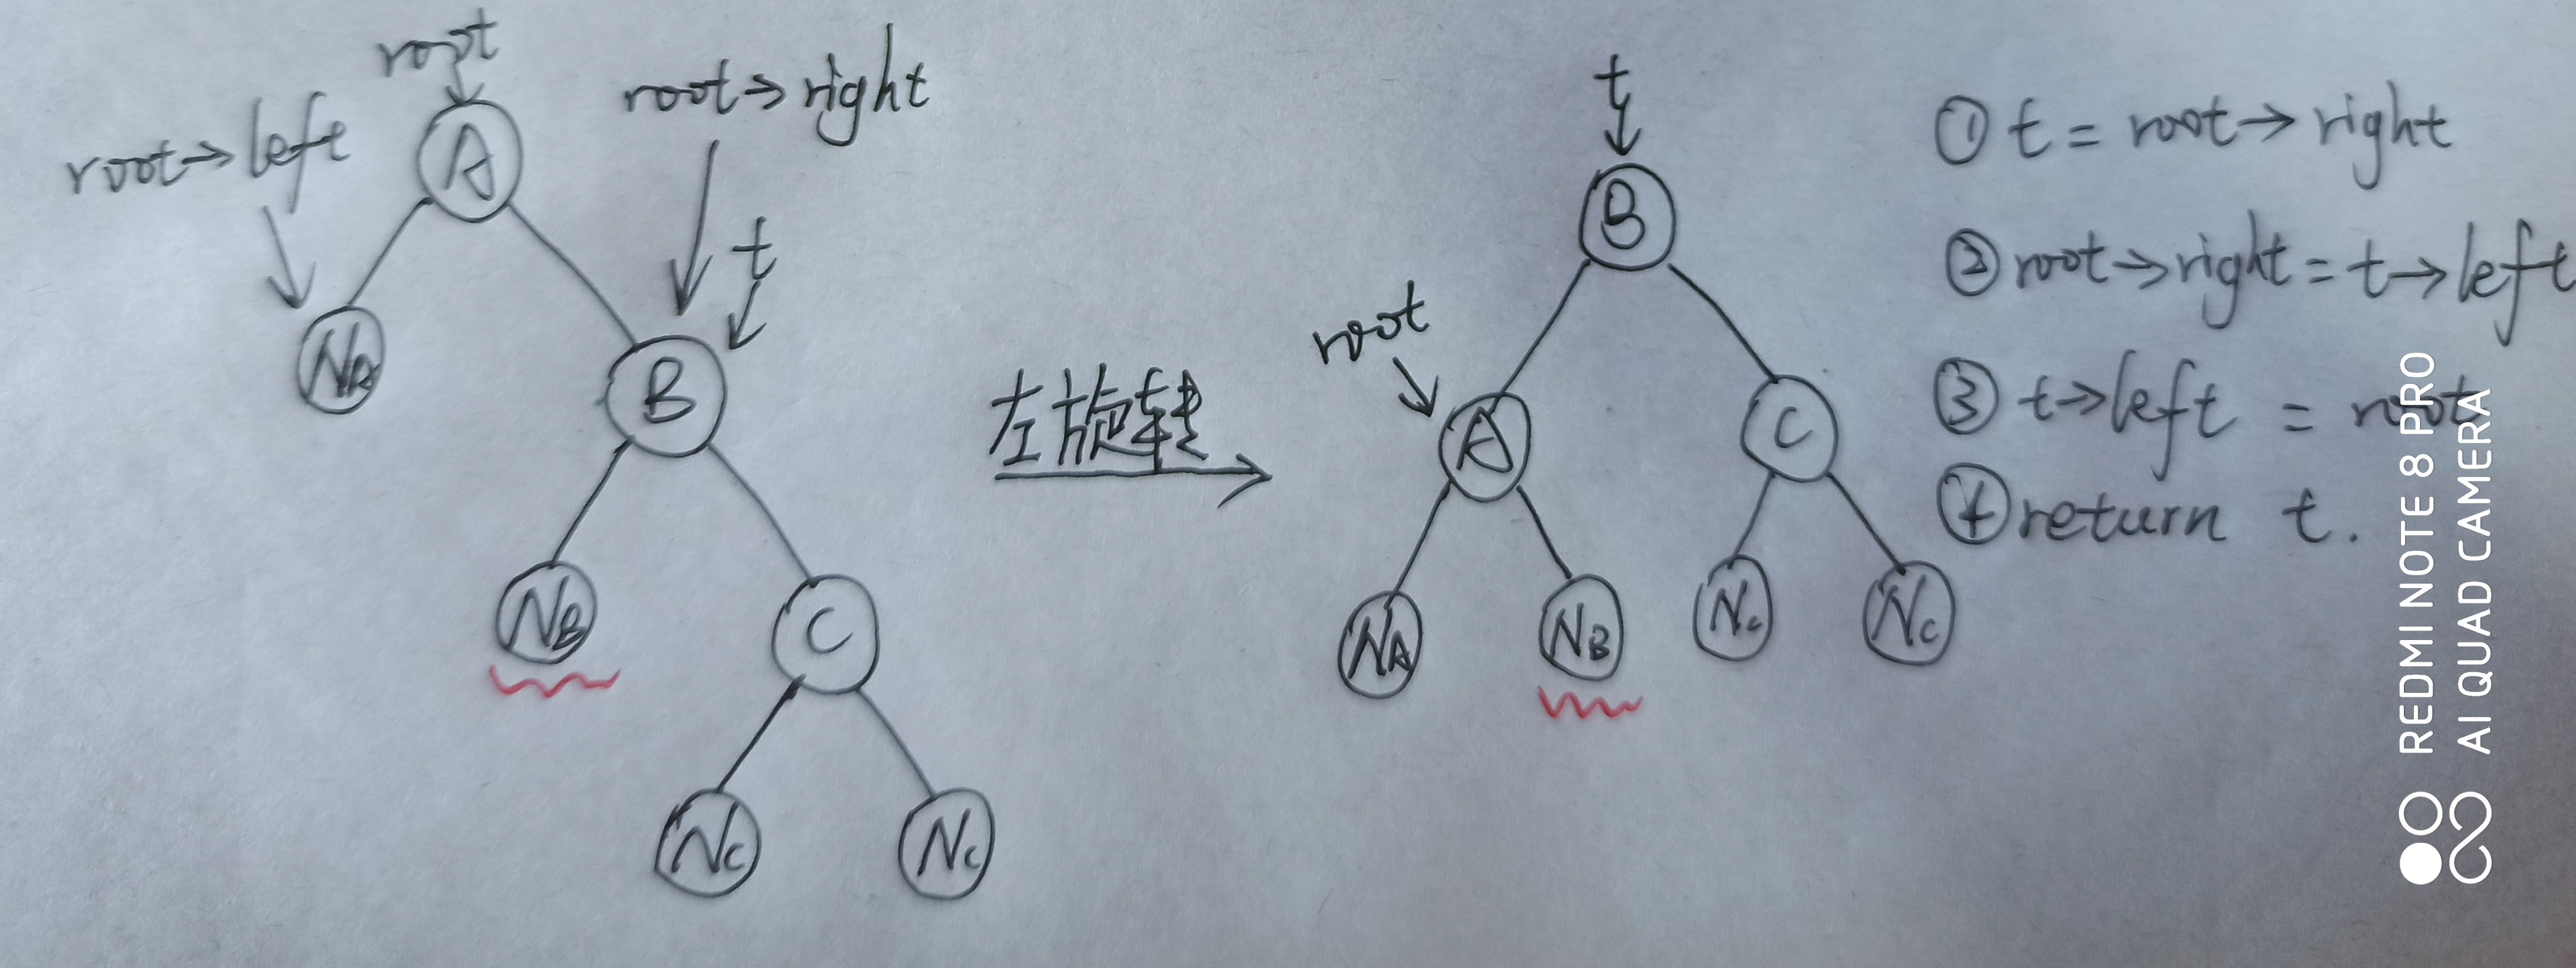 root
root→left
root→right
A
t
N_A
B
N_B
C
N_C
N_C
左旋转
t
B
root
A
C
N_A
N_B
N_C
N_C
① t = root→right
② root→right = t→left
③ t→left = root
④ return t.
REDMI NOTE 8 PRO
AI QUAD CAMERA